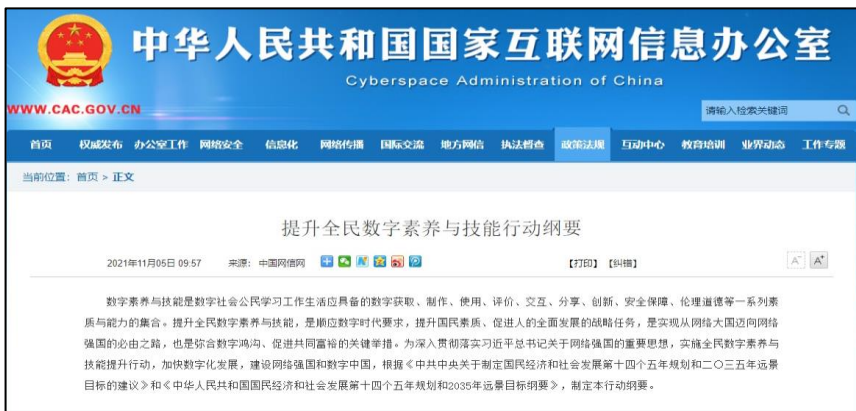 中华人民共和国国家互联网信息办公室
Cyberspace Administration of China
WWW.CAC.GOV.CN
请输入检索关键词
首页 权威发布 办公室工作 网络安全 信息化 网络传播 国际交流 地方网信 执法督查 政策法规 互动中心 教育培训 业界动态 工作专题
当前位置: 首页 > 正文
提升全民数字素养与技能行动纲要
2021年11月05日 09:57 来源: 中国网信网 【打印】 【纠错】 A- A+
数字素养与技能是数字社会公民学习工作生活应具备的数字获取、制作、使用、评价、交互、分享、创新、安全保障、伦理道德等一系列素
质与能力的集合。提升全民数字素养与技能，是顺应数字时代要求，提升国民素质、促进人的全面发展的战略任务，是实现从网络大国迈向网络
强国的必由之路，也是弥合数字鸿沟、促进共同富裕的关键举措。为深入贯彻落实习近平总书记关于网络强国的重要思想，实施全民数字素养与
技能提升行动，加快数字化发展，建设网络强国和数字中国，根据《中共中央关于制定国民经济和社会发展第十四个五年规划和二〇三五年远景
目标的建议》和《中华人民共和国国民经济和社会发展第十四个五年规划和2035年远景目标纲要》，制定本行动纲要。